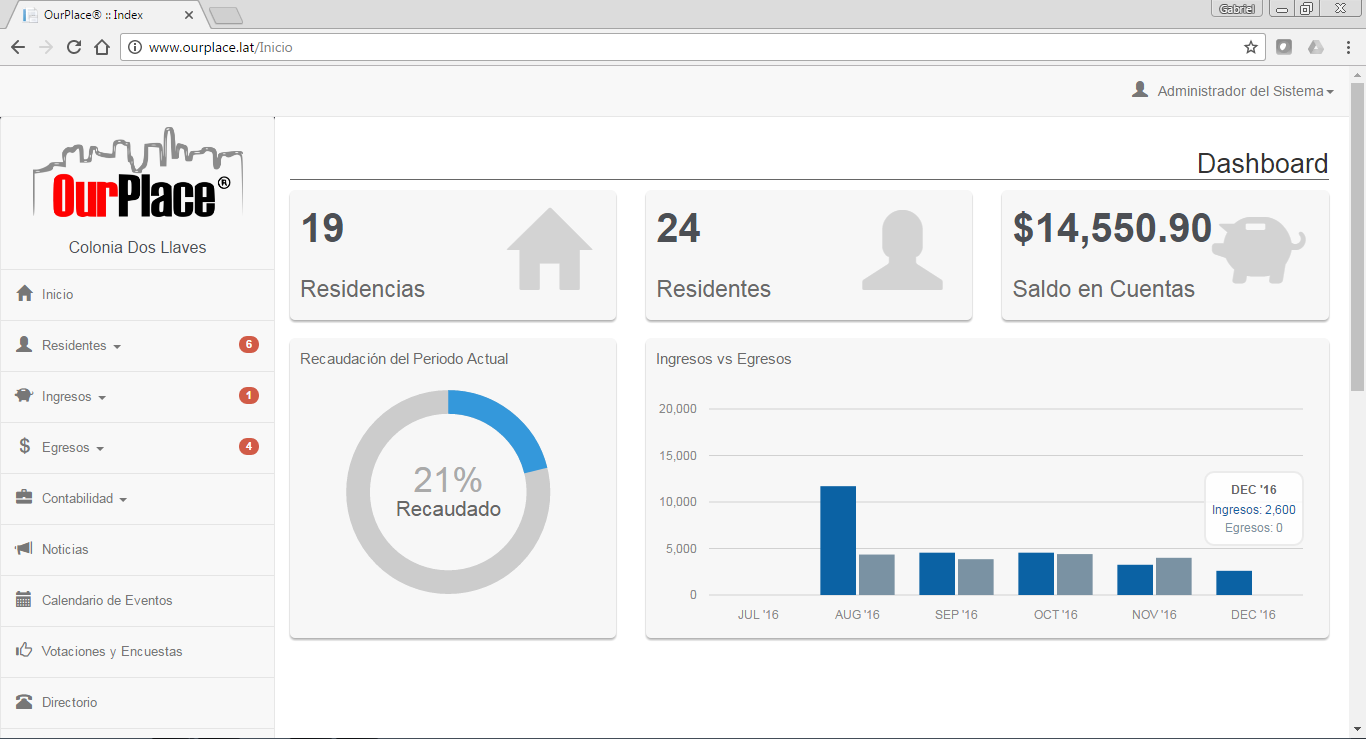 OurPlace® :: Index
Gabriel
www.ourplace.lat/Inicio
Administrador del Sistema
OurPlace®
Colonia Dos Llaves
Inicio
Residentes 6
Ingresos 1
Egresos 4
Contabilidad
Noticias
Calendario de Eventos
Votaciones y Encuestas
Directorio
Dashboard
19
Residencias
24
Residentes
$14,550.90
Saldo en Cuentas
Recaudación del Periodo Actual
21%
Recaudado
Ingresos vs Egresos
20,000
15,000
10,000
5,000
0
JUL '16 AUG '16 SEP '16 OCT '16 NOV '16 DEC '16
DEC '16
Ingresos: 2,600
Egresos: 0